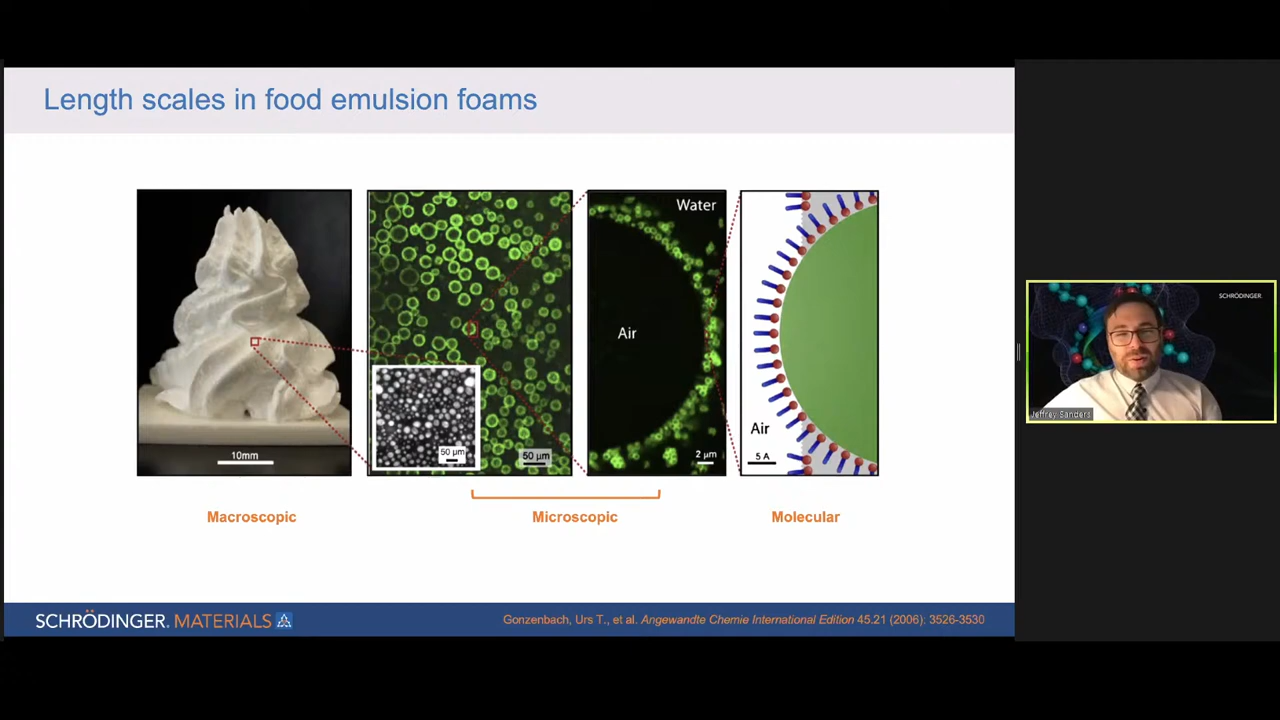 Length scales in food emulsion foams
10mm
50 µm
50 µm
Water
Air
2 µm
Air
5 A
Macroscopic
Microscopic
Molecular
SCHRÖDINGER. MATERIALS
Gonzenbach, Urs T., et al. Angewandte Chemie International Edition 45.21 (2006): 3526-3530
SCHRÖDINGER.
Jeffrey Sanders